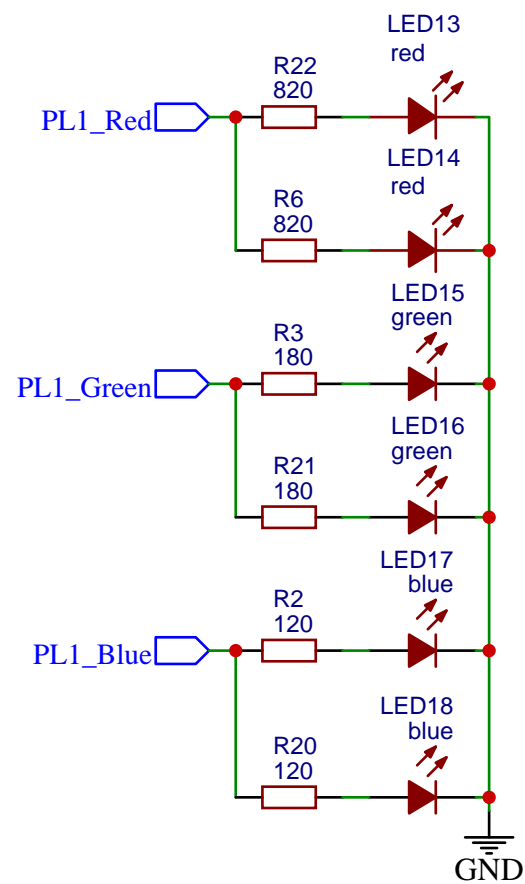 LED13
red
R22
820
PL1_Red
LED14
red
R6
820
LED15
green
R3
180
PL1_Green
LED16
green
R21
180
LED17
blue
R2
120
PL1_Blue
LED18
blue
R20
120
GND